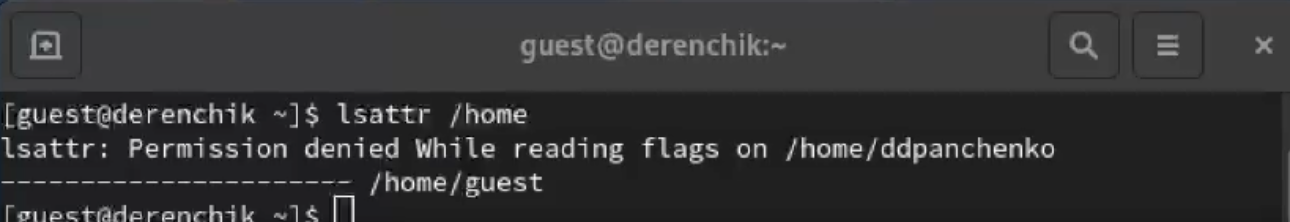 guest@derenchik:~
[guest@derenchik ~]$ lsattr /home
lsattr: Permission denied While reading flags on /home/ddpanchenko
---------------------- /home/guest
[guest@derenchik ~]$